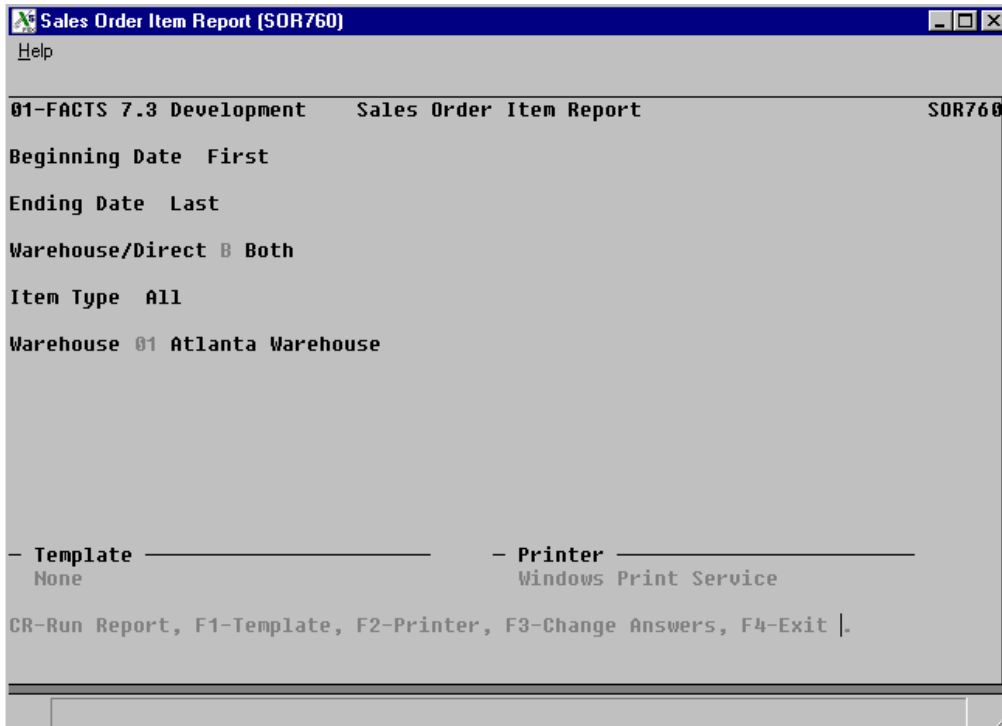 Sales Order Item Report (SOR760)
Help
01-FACTS 7.3 Development Sales Order Item Report SOR760
Beginning Date First
Ending Date Last
Warehouse/Direct B Both
Item Type All
Warehouse 01 Atlanta Warehouse
Template Printer
None Windows Print Service
CR-Run Report, F1-Template, F2-Printer, F3-Change Answers, F4-Exit .